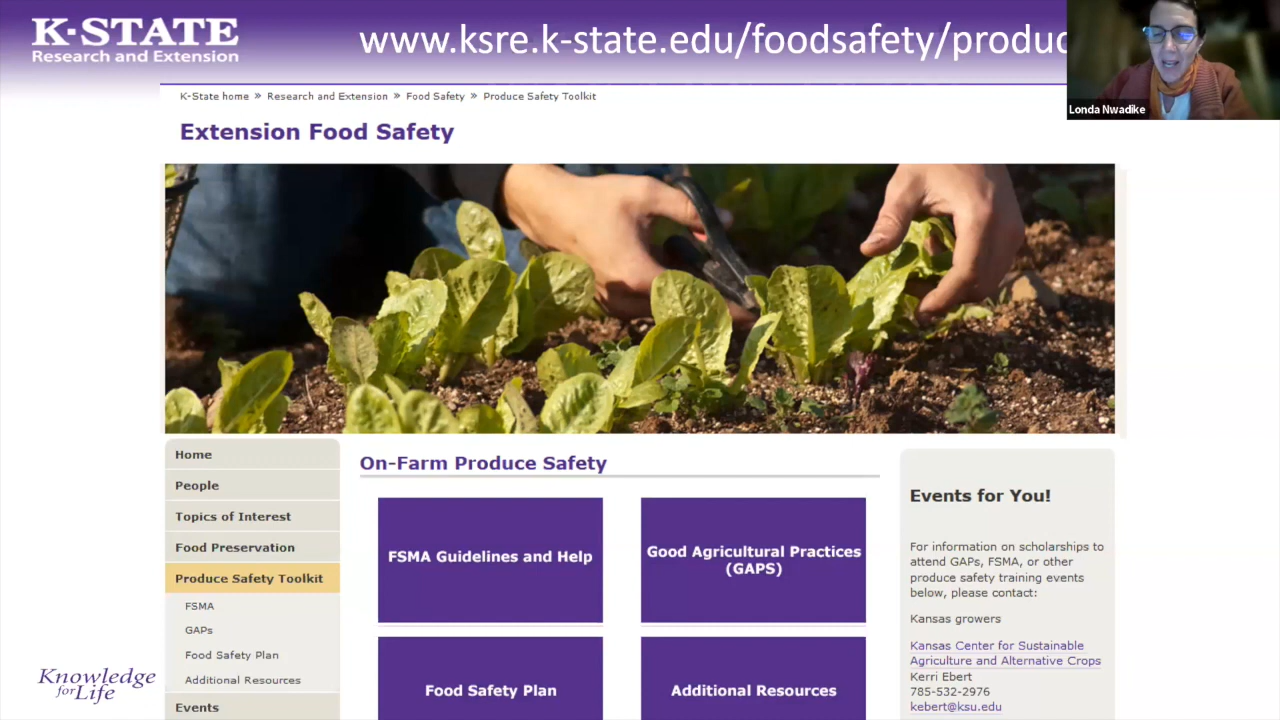 K-STATE
Research and Extension
www.ksre.k-state.edu/foodsafety/produc
Londa Nwadike
K-State home » Research and Extension » Food Safety » Produce Safety Toolkit
Extension Food Safety
Home
People
Topics of Interest
Food Preservation
Produce Safety Toolkit
FSMA
GAPs
Food Safety Plan
Additional Resources
Events
Knowledge
for Life
On-Farm Produce Safety
FSMA Guidelines and Help
Good Agricultural Practices
(GAPS)
Food Safety Plan
Additional Resources
Events for You!
For information on scholarships to
attend GAPs, FSMA, or other
produce safety training events
below, please contact:
Kansas growers
Kansas Center for Sustainable
Agriculture and Alternative Crops
Kerri Ebert
785-532-2976
kebert@ksu.edu